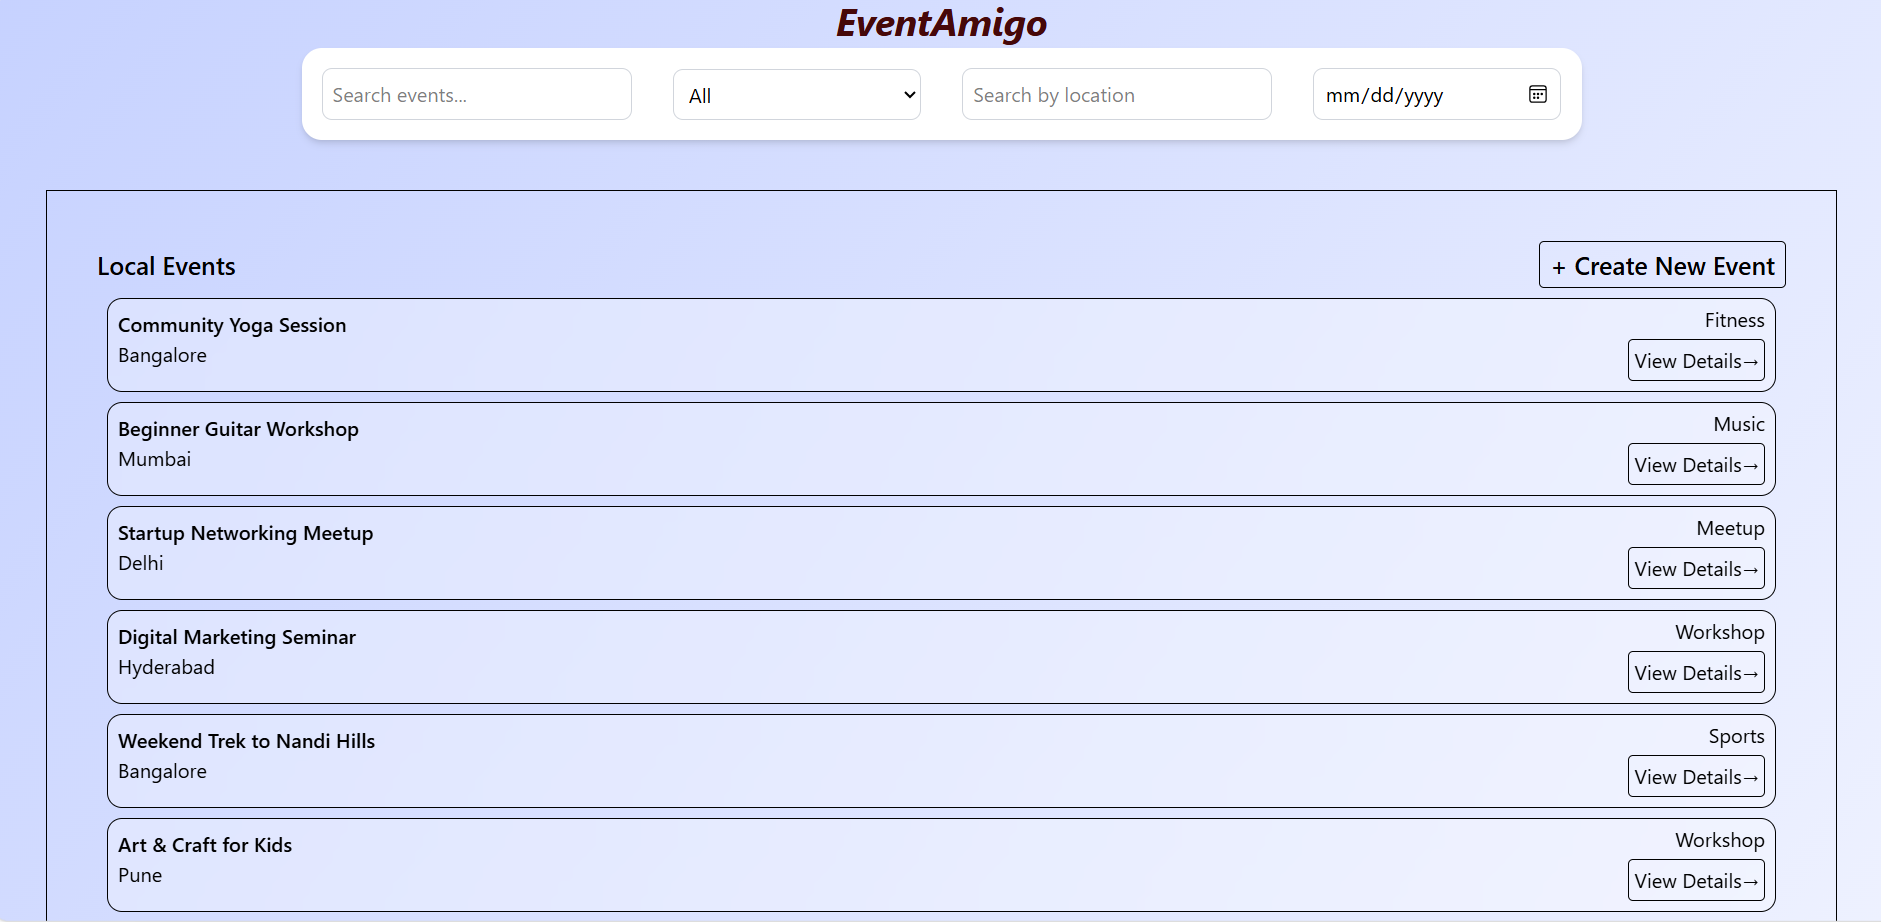 EventAmigo
Search events...
All
Search by location
mm/dd/yyyy
Local Events
+ Create New Event
Community Yoga Session
Fitness
Bangalore
View Details→
Beginner Guitar Workshop
Music
Mumbai
View Details→
Startup Networking Meetup
Meetup
Delhi
View Details→
Digital Marketing Seminar
Workshop
Hyderabad
View Details→
Weekend Trek to Nandi Hills
Sports
Bangalore
View Details→
Art & Craft for Kids
Workshop
Pune
View Details→